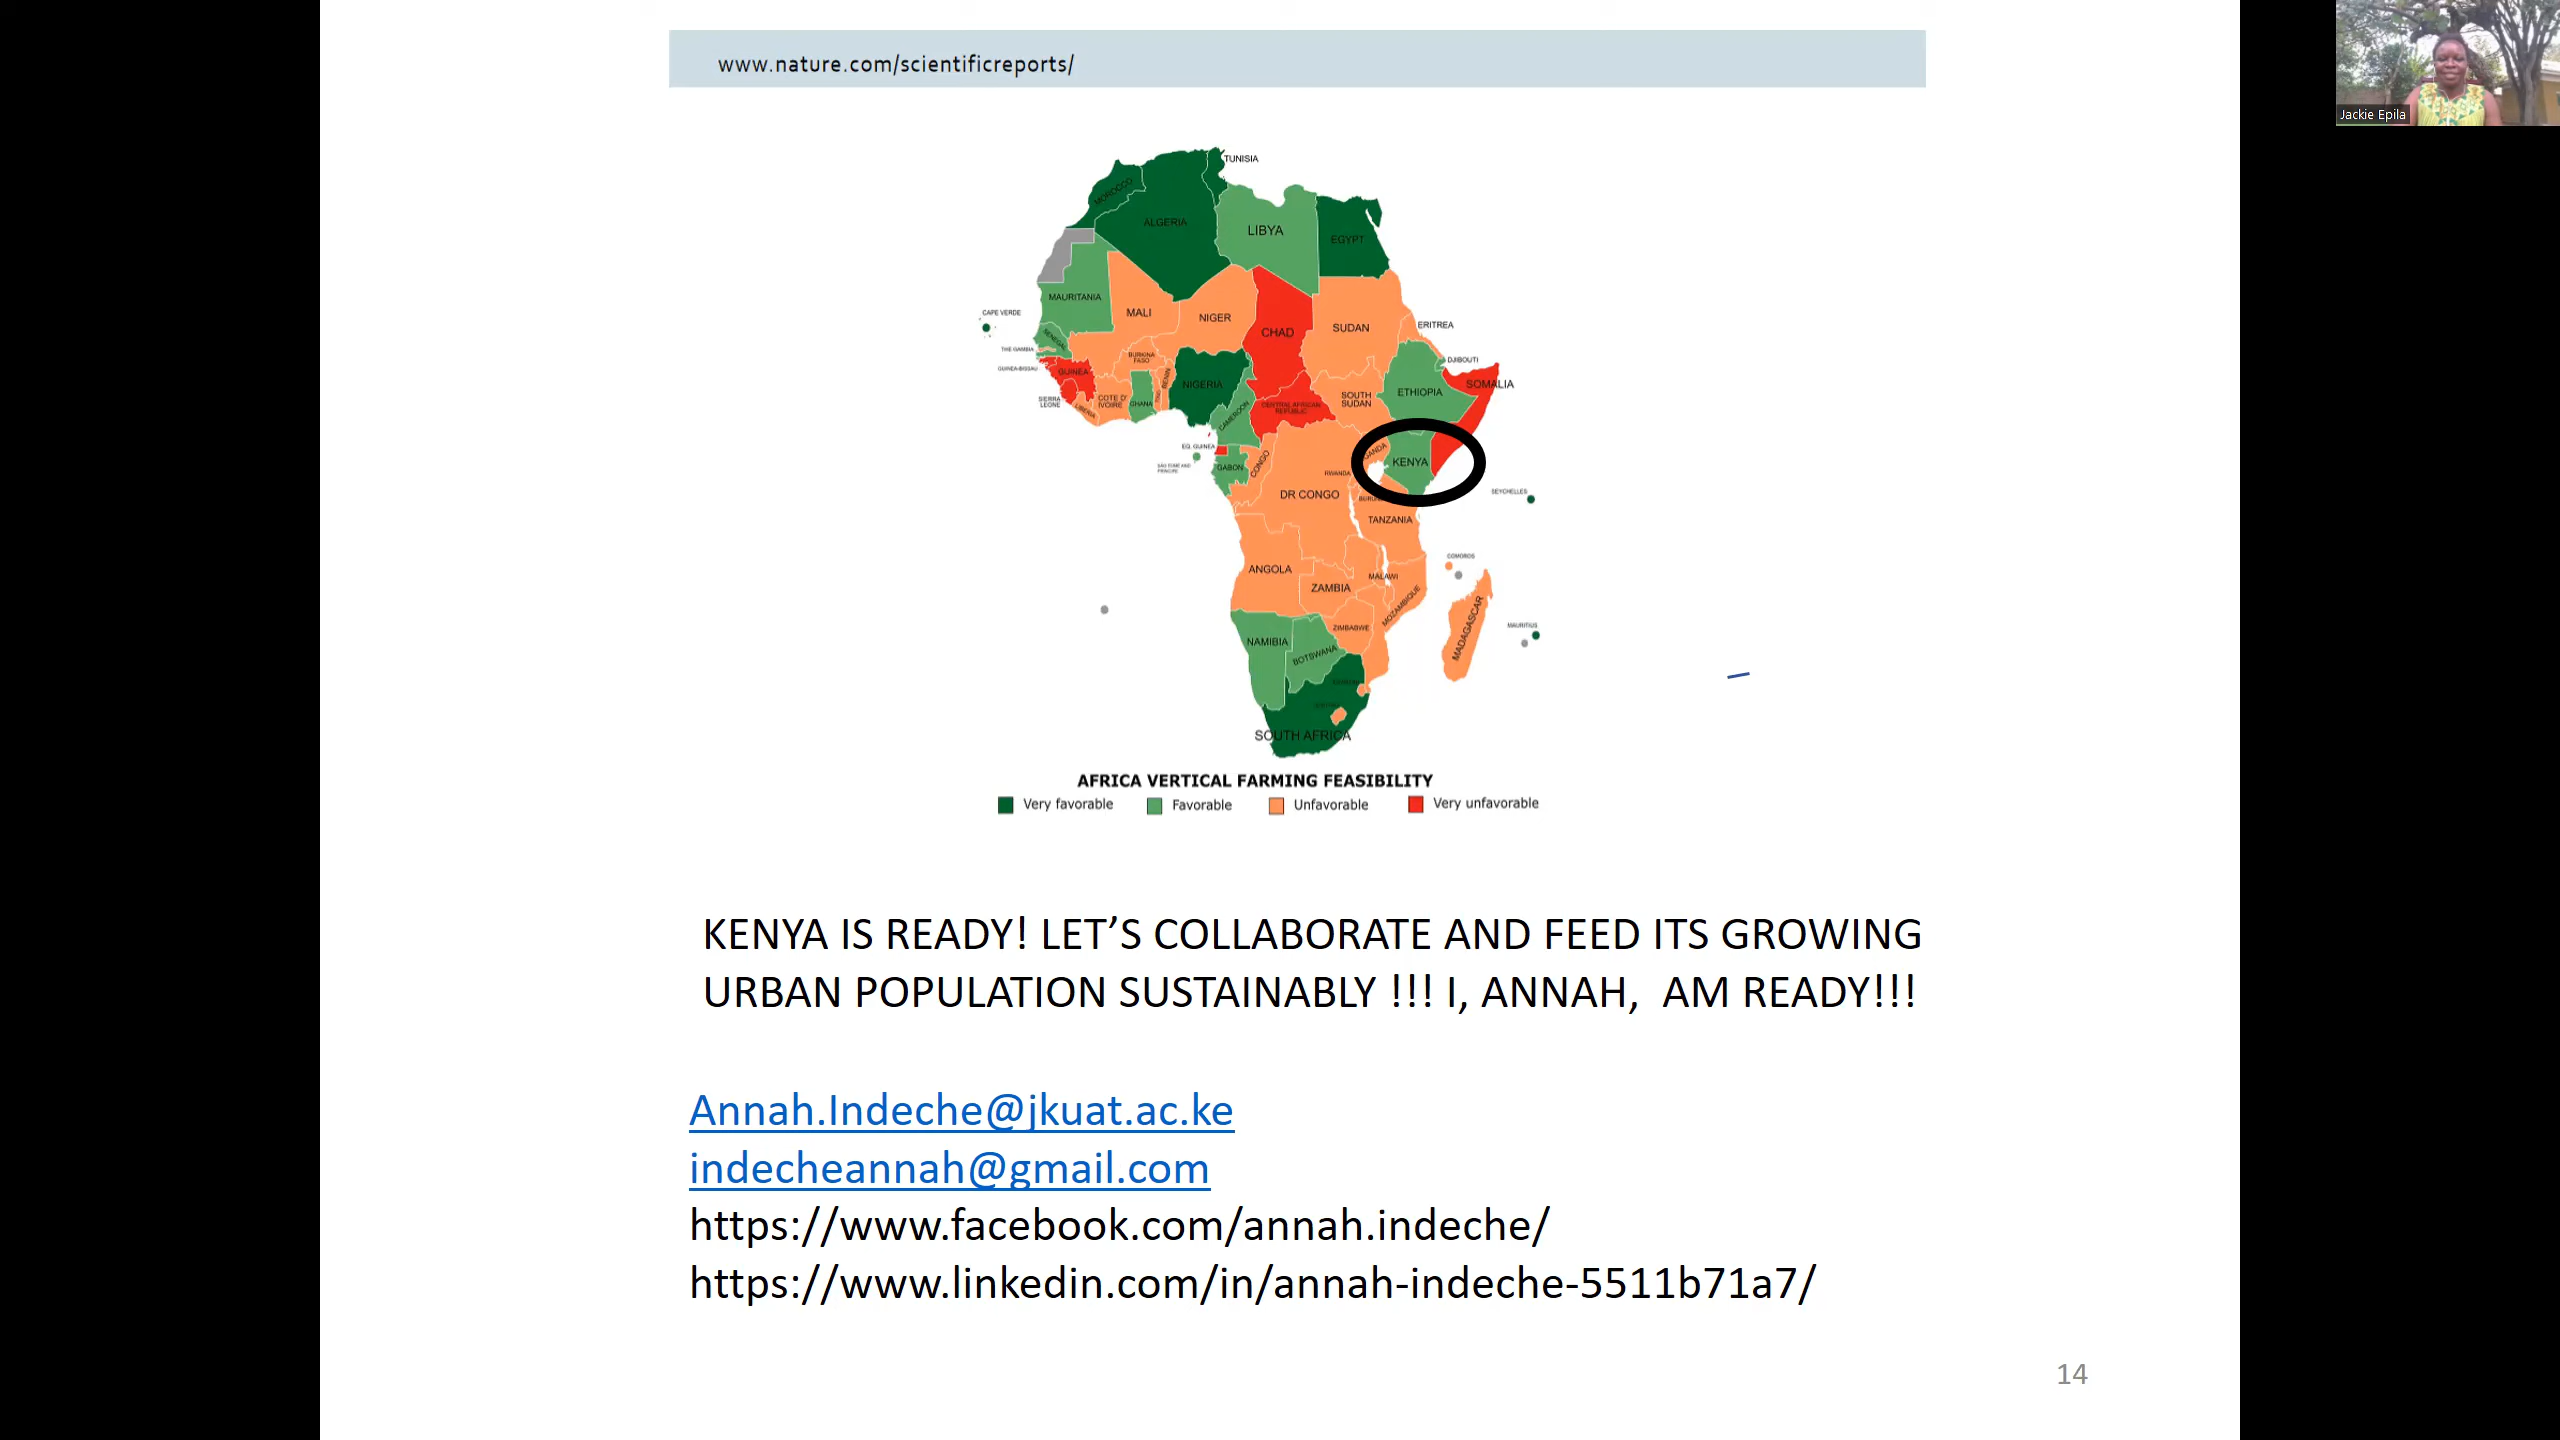 www.nature.com/scientificreports/
Jackie Epila
TUNISIA
MOROCCO
ALGERIA
LIBYA
EGYPT
MAURITANIA
MALI
NIGER
CHAD
SUDAN
ERITREA
CAPE VERDE
SENEGAL
THE GAMBIA
GUINEA-BISSAU
GUINEA
SIERRA
LEONE
LIBERIA
COTE D'
IVOIRE
BURKINA
FASO
GHANA
TOGO
BENIN
NIGERIA
CAMEROON
CENTRAL AFRICAN
REPUBLIC
SOUTH
SUDAN
ETHIOPIA
DJIBOUTI
SOMALIA
EQ. GUINEA
SAO TOME AND
PRINCIPE
GABON
CONGO
DR CONGO
RWANDA
KENYA
TANZANIA
SEYCHELLES
COMOROS
ANGOLA
ZAMBIA
MALAWI
MOZAMBIQUE
ZIMBABWE
MADAGASCAR
MAURITIUS
NAMIBIA
BOTSWANA
SOUTH AFRICA
AFRICA VERTICAL FARMING FEASIBILITY
Very favorable Favorable Unfavorable Very unfavorable
KENYA IS READY! LET’S COLLABORATE AND FEED ITS GROWING
URBAN POPULATION SUSTAINABLY !!! I, ANNAH, AM READY!!!
Annah.Indeche@jkuat.ac.ke
indecheannah@gmail.com
https://www.facebook.com/annah.indeche/
https://www.linkedin.com/in/annah-indeche-5511b71a7/
14